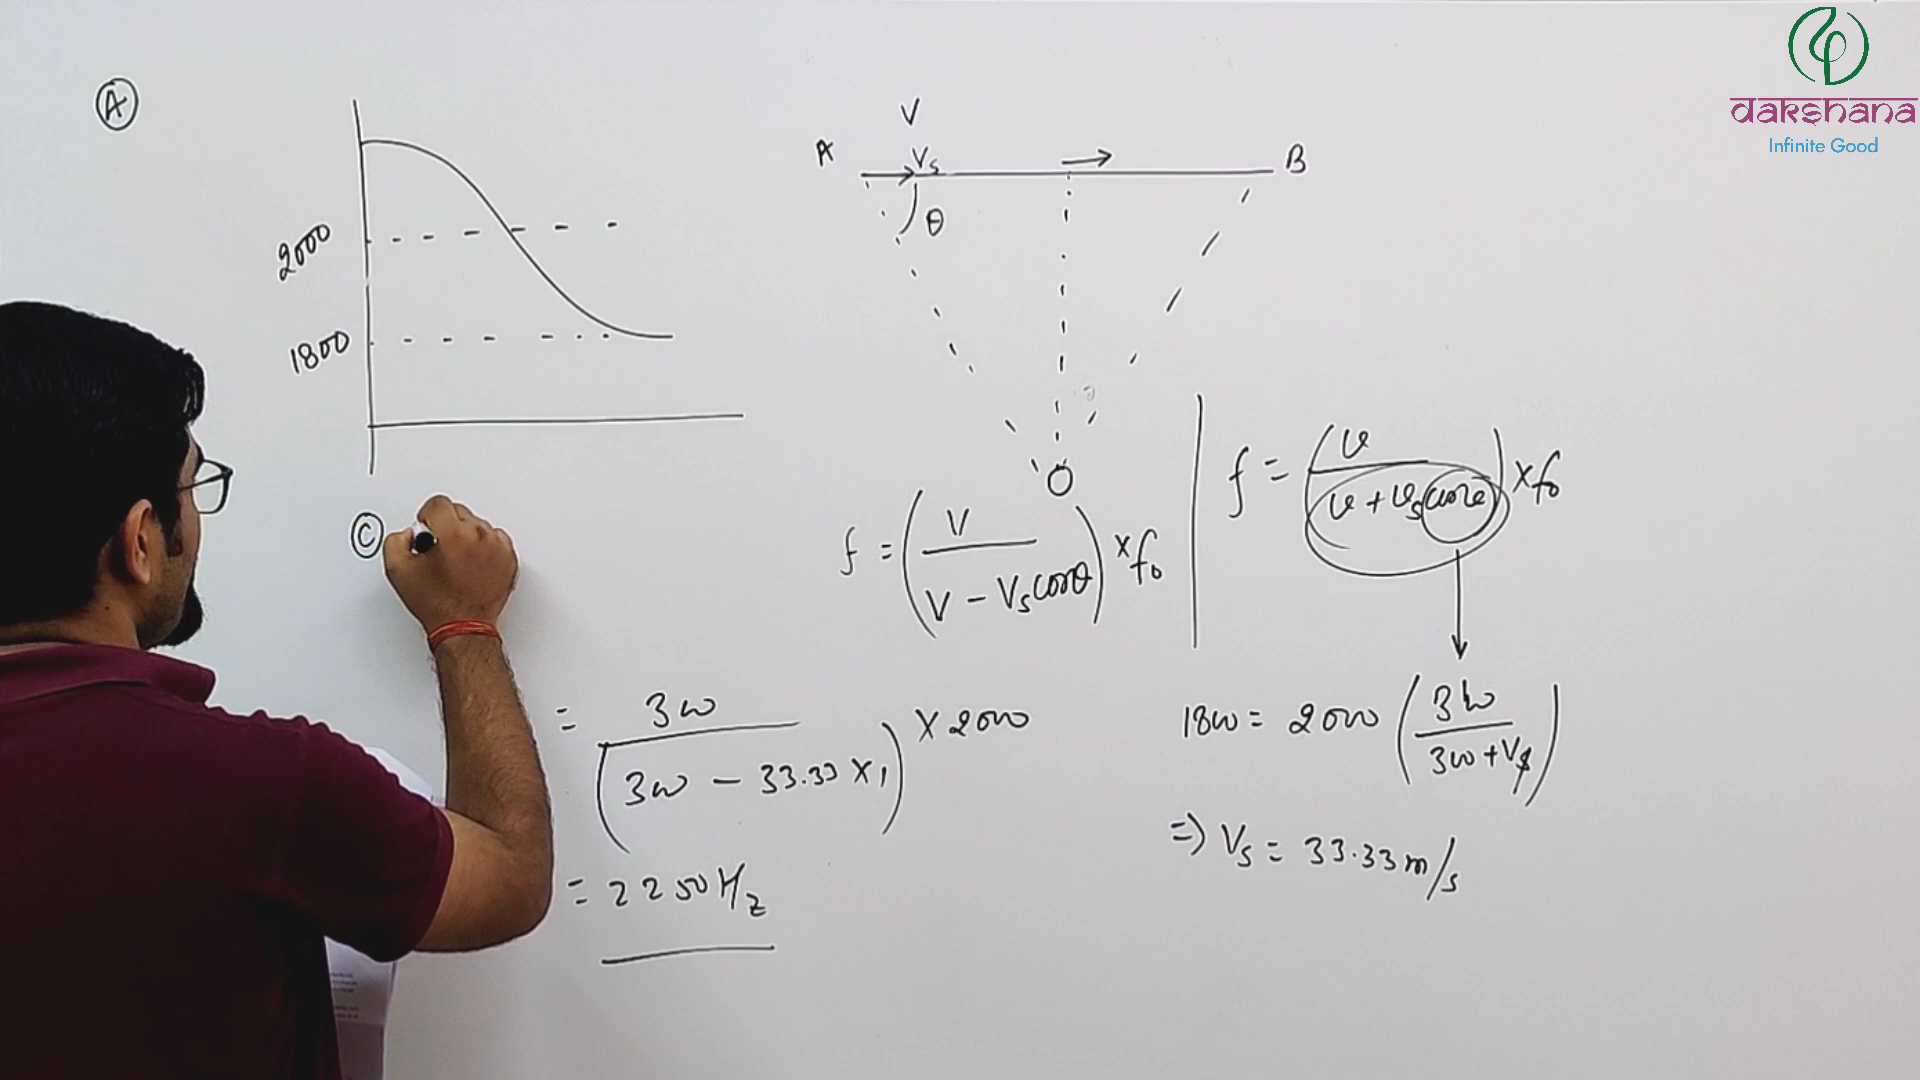 dakshana
Infinite Good
A
2000
1800
V
A Vs B
θ
O
f = (V / V - Vs cosθ) × f₀
f = (v / v + vs cosα) × f₀
C
= 300 / (300 - 33.33 × 1) × 2000
= 2250 Hz
1800 = 2000 (300 / 300 + Vs)
=) Vs = 33.33 m/s